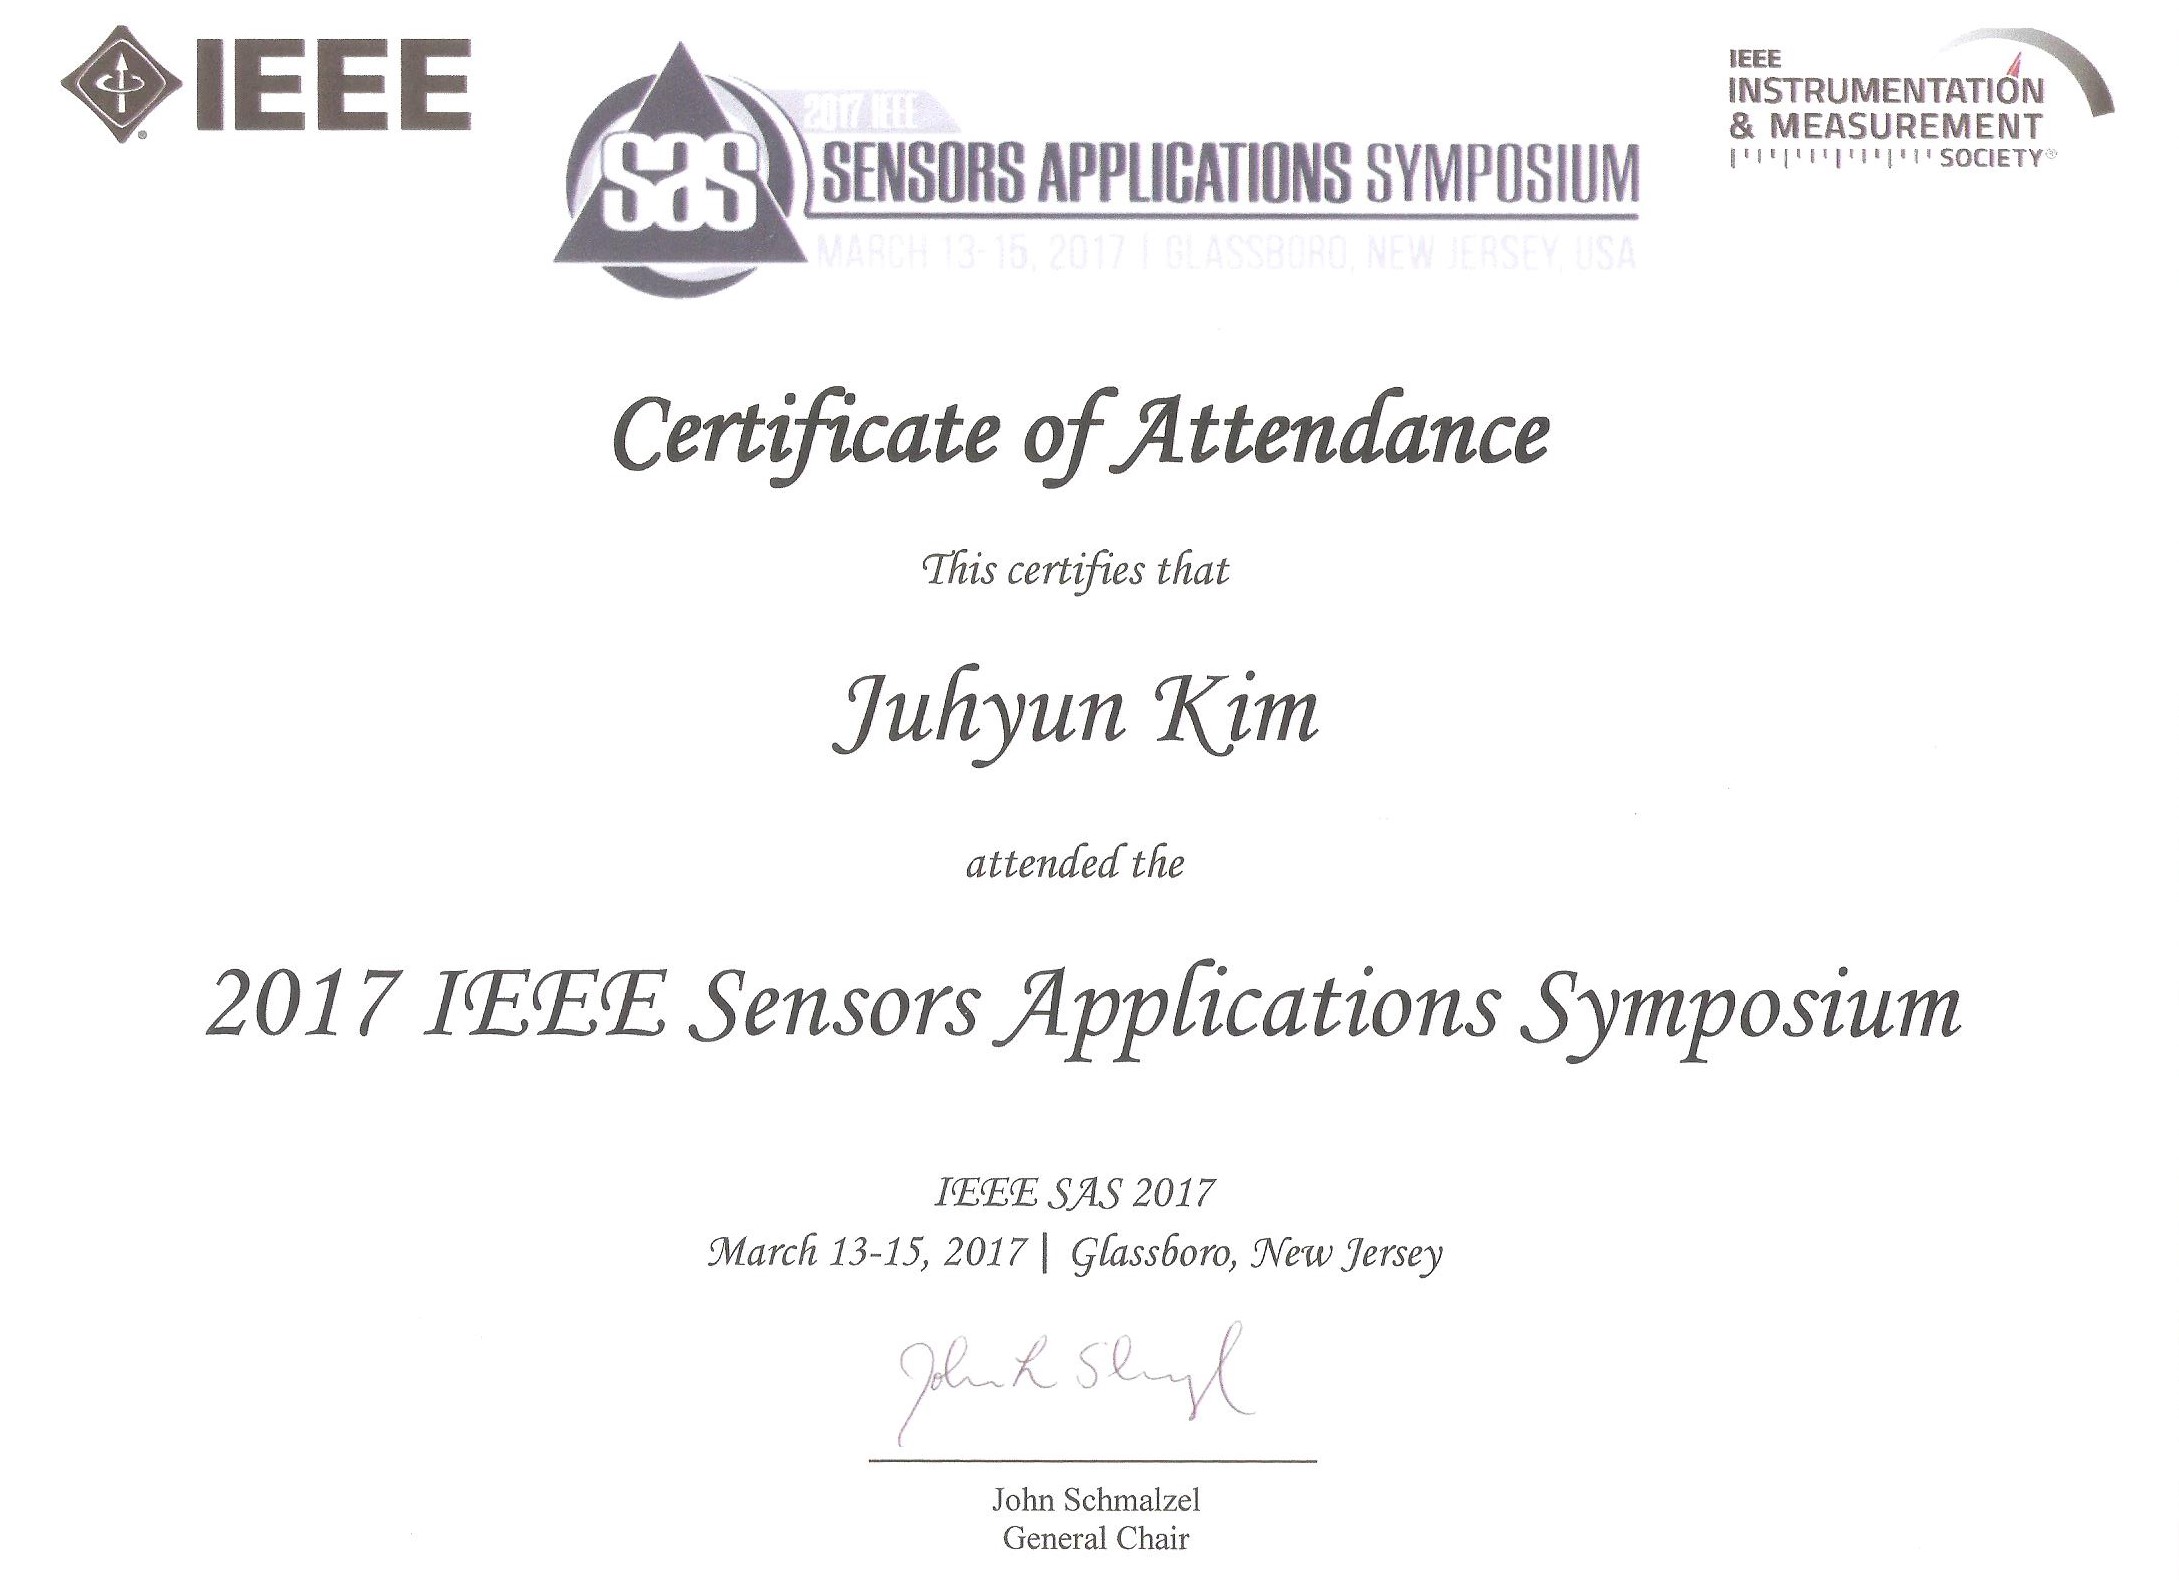 IEEE
sas
2017 IEEE
SENSORS APPLICATIONS SYMPOSIUM
MARCH 13-15, 2017 | GLASSBORO, NEW JERSEY, USA
IEEE
INSTRUMENTATION
& MEASUREMENT
SOCIETY®
Certificate of Attendance
This certifies that
Juhyun Kim
attended the
2017 IEEE Sensors Applications Symposium
IEEE SAS 2017
March 13-15, 2017 | Glassboro, New Jersey
John Schmalzel
General Chair